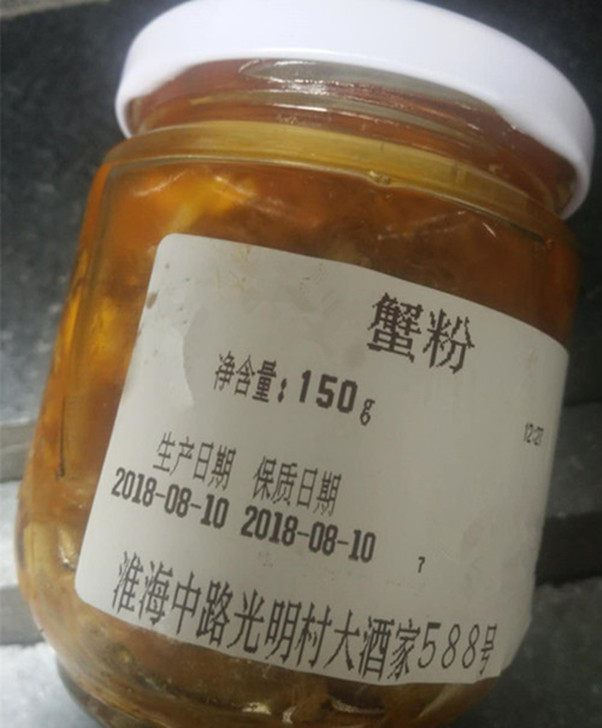 蟹粉
净含量:150g
12-27
生产日期 保质日期
2018-08-10 2018-08-10 7
淮海中路光明村大酒家588号